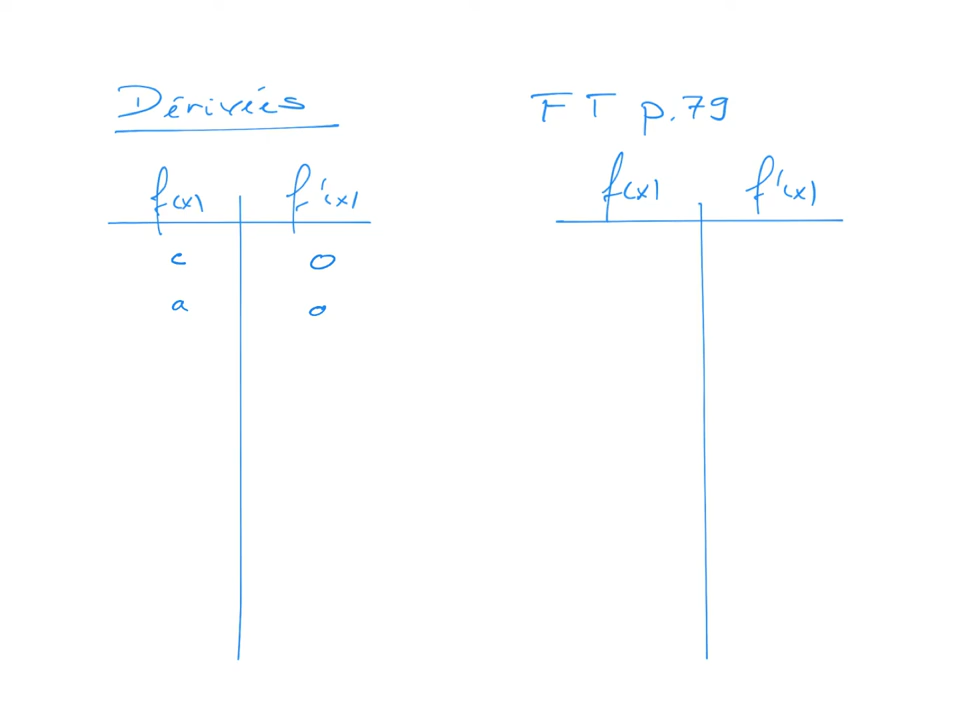 Dérivées
f(x) f'(x)
c 0
a 0
FT p.79
f(x) f'(x)